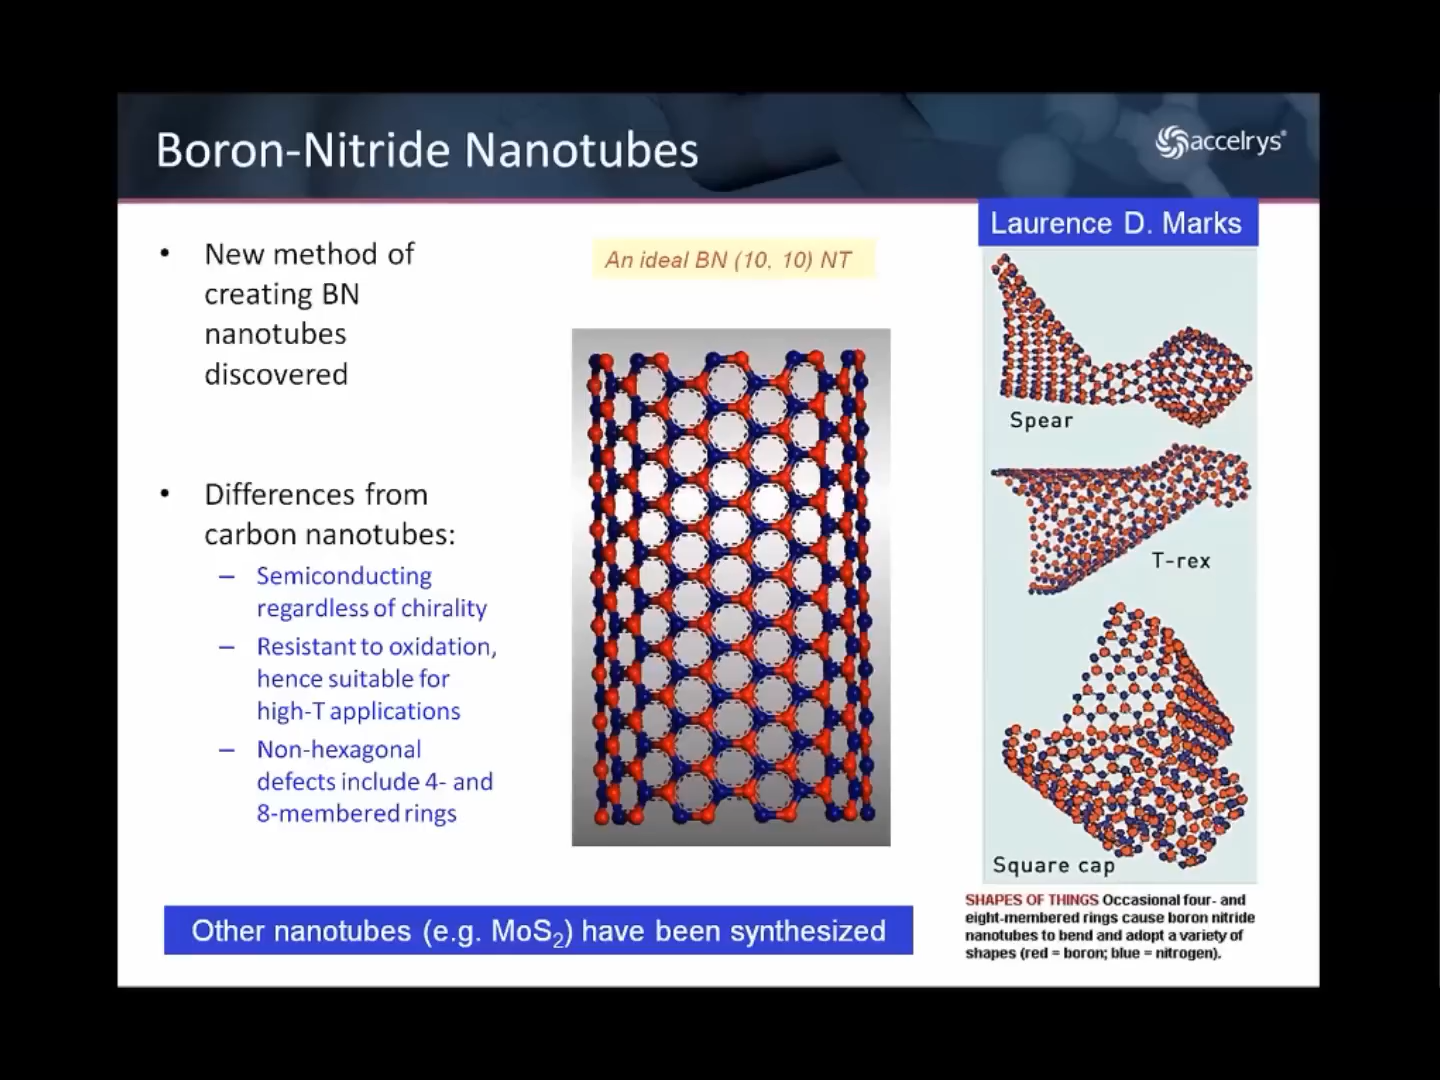 Boron-Nitride Nanotubes
accelrys®
• New method of
creating BN
nanotubes
discovered
• Differences from
carbon nanotubes:
– Semiconducting
regardless of chirality
– Resistant to oxidation,
hence suitable for
high-T applications
– Non-hexagonal
defects include 4- and
8-membered rings
An ideal BN (10, 10) NT
Laurence D. Marks
Spear
T-rex
Square cap
SHAPES OF THINGS Occasional four- and
eight-membered rings cause boron nitride
nanotubes to bend and adopt a variety of
shapes (red = boron; blue = nitrogen).
Other nanotubes (e.g. MoS₂) have been synthesized